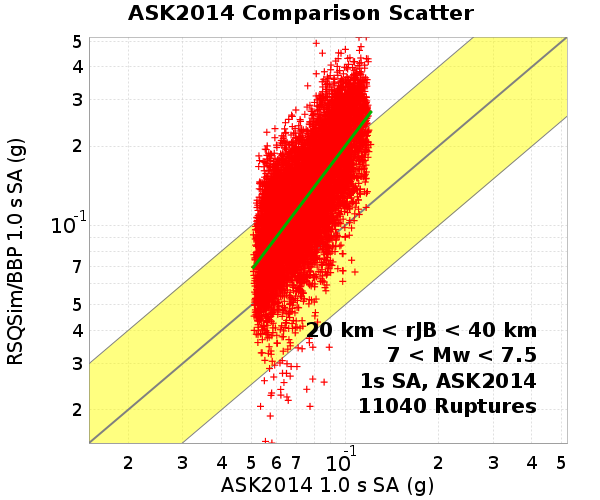 ASK2014 Comparison Scatter
RSQSim/BBP 1.0 s SA (g)
5
4
3
2
10⁻¹
7
5
4
3
2
20 km < rJB < 40 km
7 < Mw < 7.5
1s SA, ASK2014
11040 Ruptures
2 3 4 5 6 7 10⁻¹ 2 3 4 5
ASK2014 1.0 s SA (g)